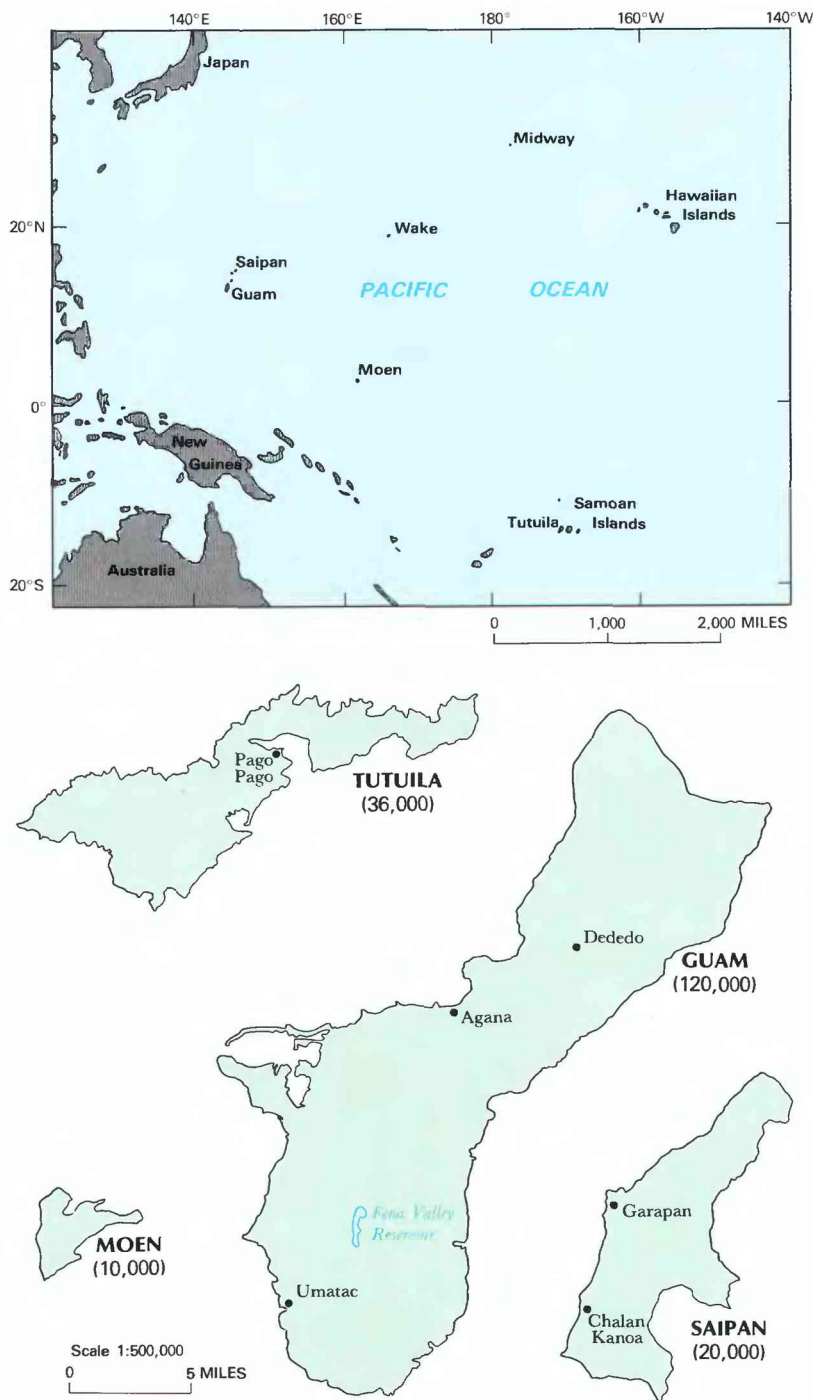 140°E 160°E 180° 160°W 140°W
Japan
Midway
Hawaiian
Islands
20°N
Wake
Saipan
Guam
PACIFIC OCEAN
Moen
0°
New
Guinea
Samoan
Tutuila Islands
Australia
20°S
0 1,000 2,000 MILES
Pago
Pago
TUTUILA
(36,000)
Dededo
GUAM
(120,000)
Agana
Fena Valley
Reservoir
Garapan
MOEN
(10,000)
Umatac
Chalan
Kanoa
SAIPAN
(20,000)
Scale 1:500,000
0 5 MILES